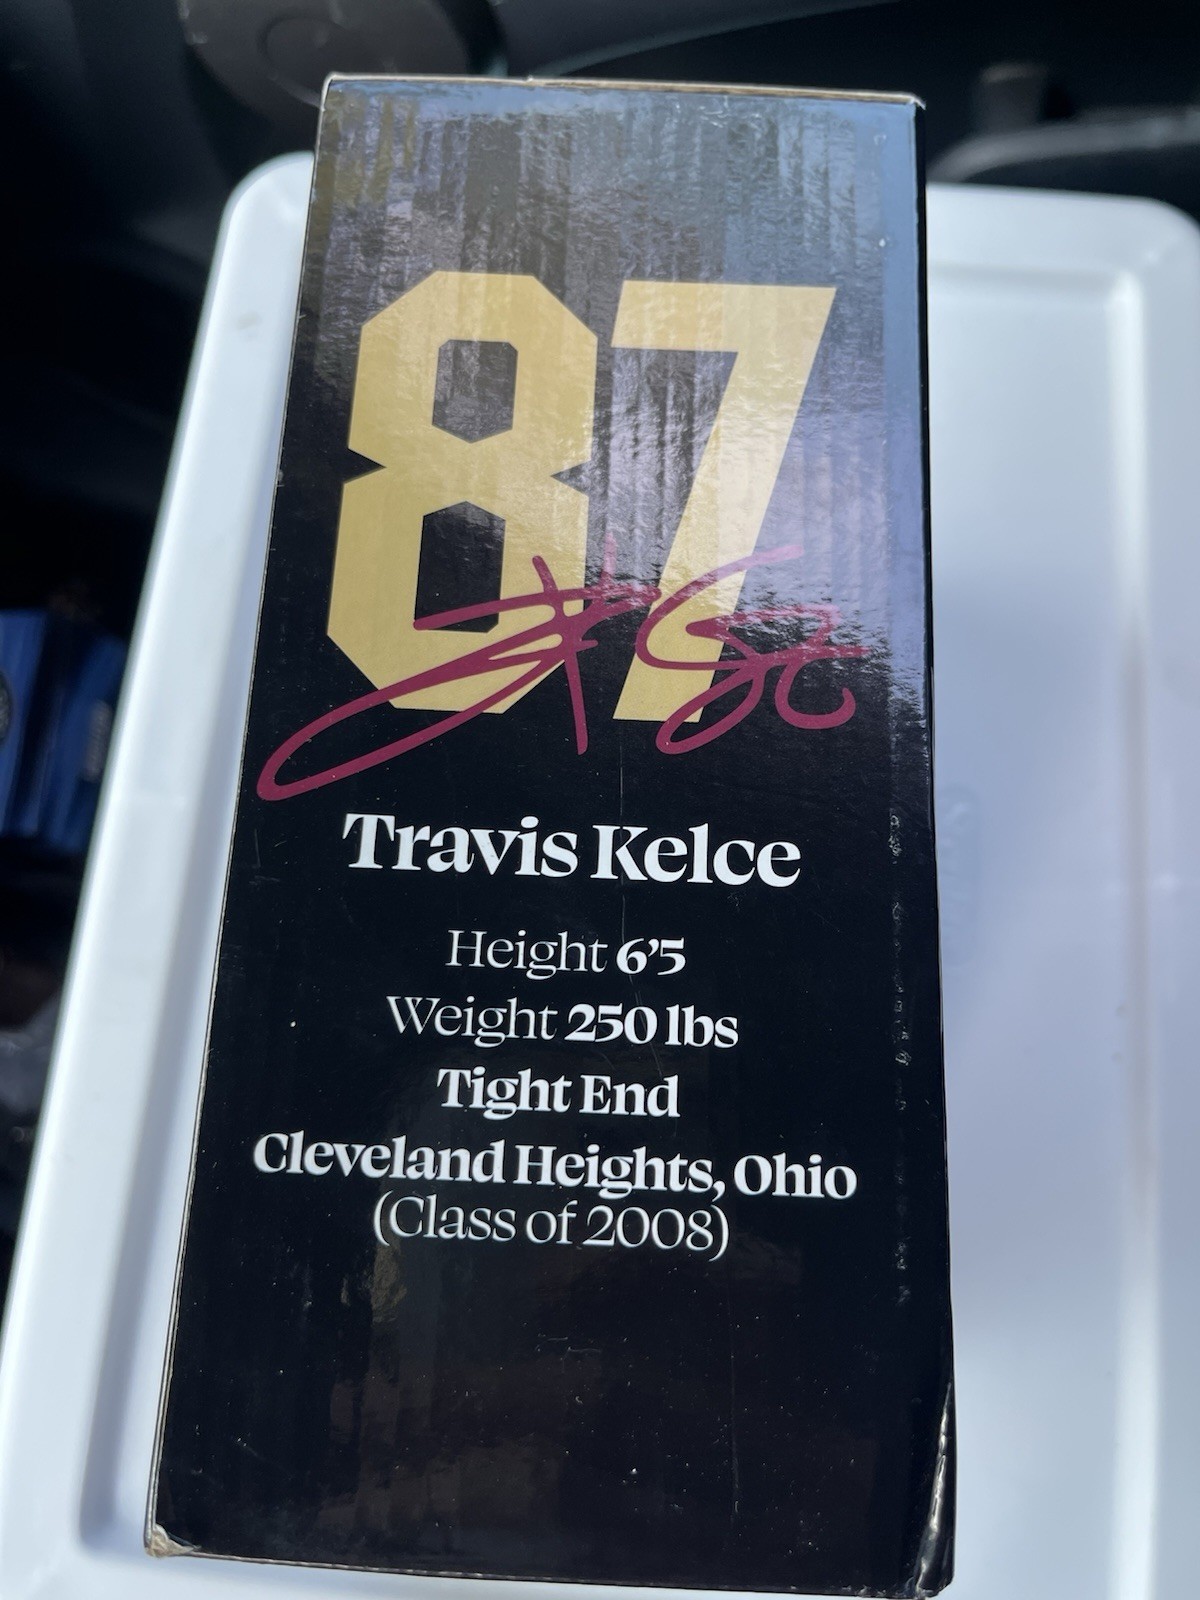 87
Travis Kelce
Height 6’5
Weight 250 lbs
Tight End
Cleveland Heights, Ohio
(Class of 2008)